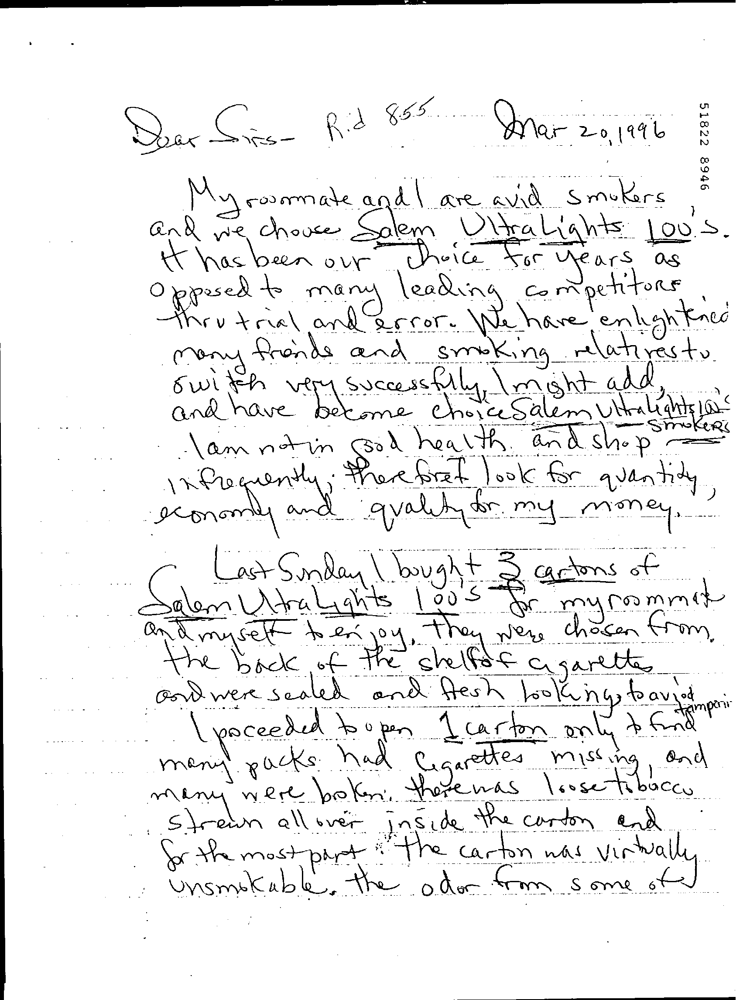 Dear Sirs- R.d 855 Mar 20, 1996
51822 8946
My roommate and I are avid smokers
and we choose Salem Ultra Lights 100's.
It has been our choice for years as
opposed to many leading competitors
thru trial and error. We have enlightened
many friends and smoking relatives to
switch very successfully, I might add,
and have become choice Salem Ultralights 100's
smokers
I am not in good health and shop
infrequently; therefore I look for quantity,
economy and quality for my money.
Last Sunday I bought 3 cartons of
Salem Ultra Lights 100's for my roommate
and myself to enjoy. They were chosen from
the back of the shelf of cigarettes
and were sealed and fresh looking, to aviod
tampering
I poceeded to open 1 carton only to find
many packs had cigarettes missing, and
many were broken. there was loose tobacco
strewn all over inside the carton and
for the most part the carton was virtually
unsmokable. the odor from some of